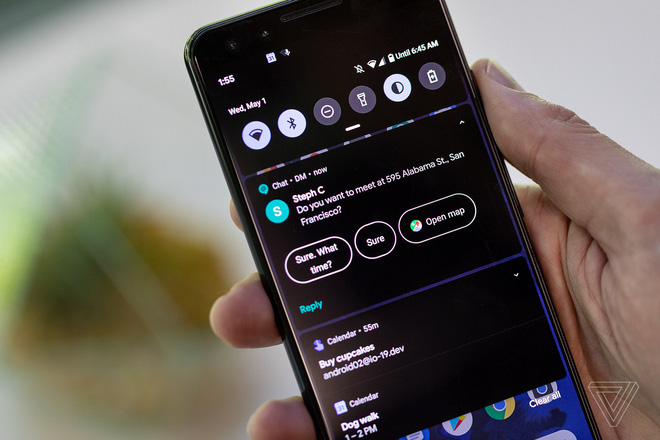 1:55
Until 6:45 AM
Wed, May 1
Chat • DM • now
Steph C
S
Do you want to meet at 595 Alabama St., San
Francisco?
Sure. What
time?
Sure
Open map
Reply
Calendar • 55m
Buy cupcakes
android02@io-19.dev
Calendar
Dog walk
1 – 2 PM
Clear all